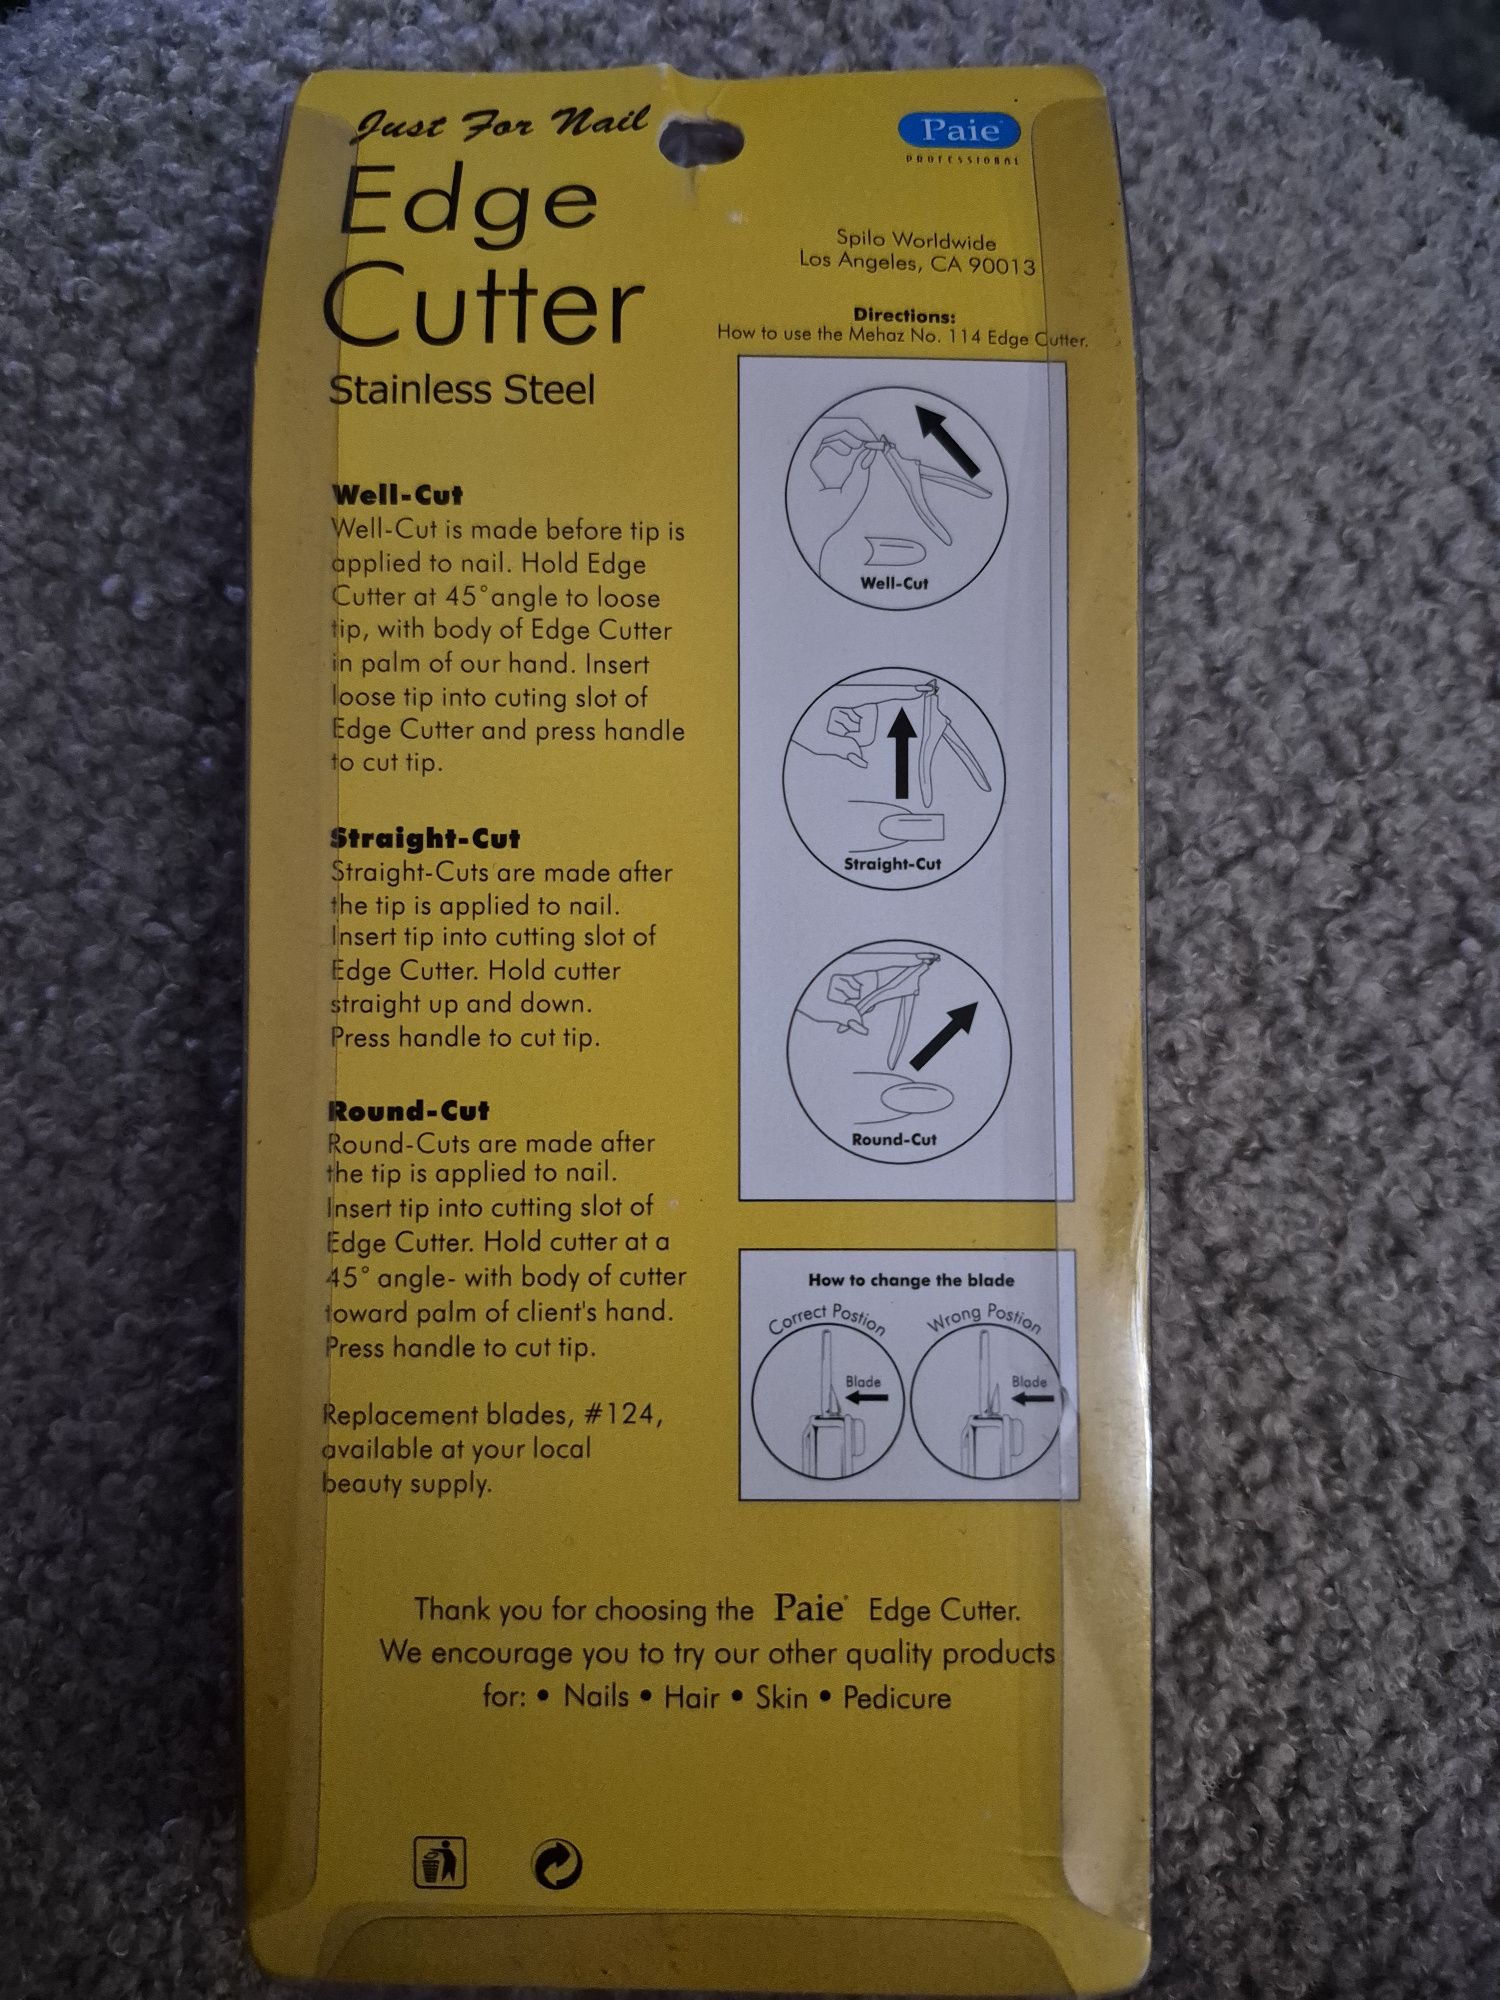 Just For Nail
Edge
Cutter
Stainless Steel
Paie
PROFESSIONAL
Spilo Worldwide
Los Angeles, CA 90013
Directions:
How to use the Mehaz No. 114 Edge Cutter.
Well-Cut
Well-Cut is made before tip is
applied to nail. Hold Edge
Cutter at 45° angle to loose
tip, with body of Edge Cutter
in palm of our hand. Insert
loose tip into cuting slot of
Edge Cutter and press handle
to cut tip.
Straight-Cut
Straight-Cuts are made after
the tip is applied to nail.
Insert tip into cutting slot of
Edge Cutter. Hold cutter
straight up and down.
Press handle to cut tip.
Round-Cut
Round-Cuts are made after
the tip is applied to nail.
Insert tip into cutting slot of
Edge Cutter. Hold cutter at a
45° angle- with body of cutter
toward palm of client's hand.
Press handle to cut tip.
Replacement blades, #124,
available at your local
beauty supply.
Well-Cut
Straight-Cut
Round-Cut
How to change the blade
Correct Postion
Blade
Wrong Postion
Blade
Thank you for choosing the Paie® Edge Cutter.
We encourage you to try our other quality products
for: • Nails • Hair • Skin • Pedicure